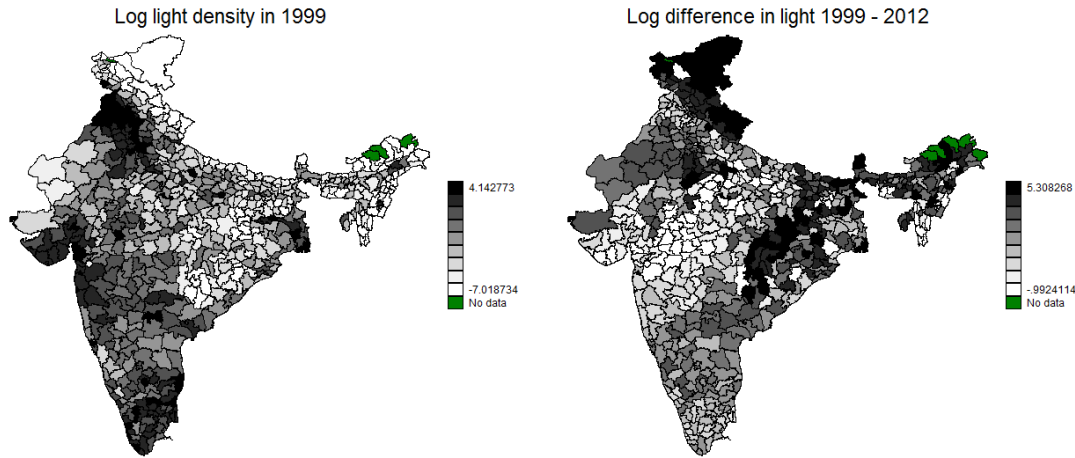 Log light density in 1999
4.142773
-7.018734
No data
Log difference in light 1999 - 2012
5.308268
-.9924114
No data